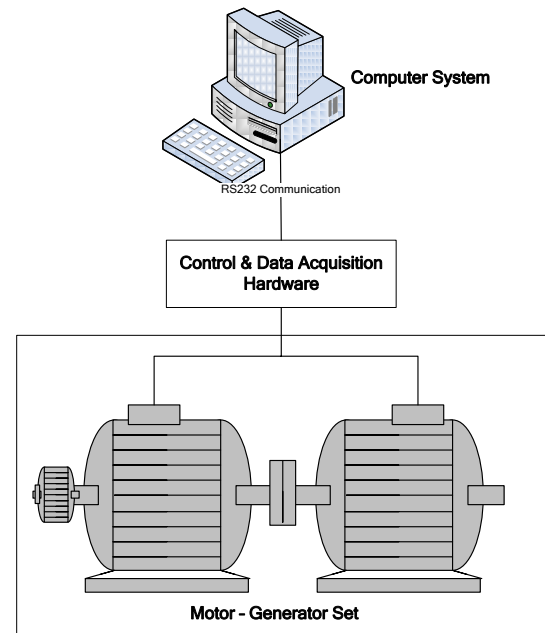 Computer System
RS232 Communication
Control & Data Acquisition
Hardware
Motor - Generator Set